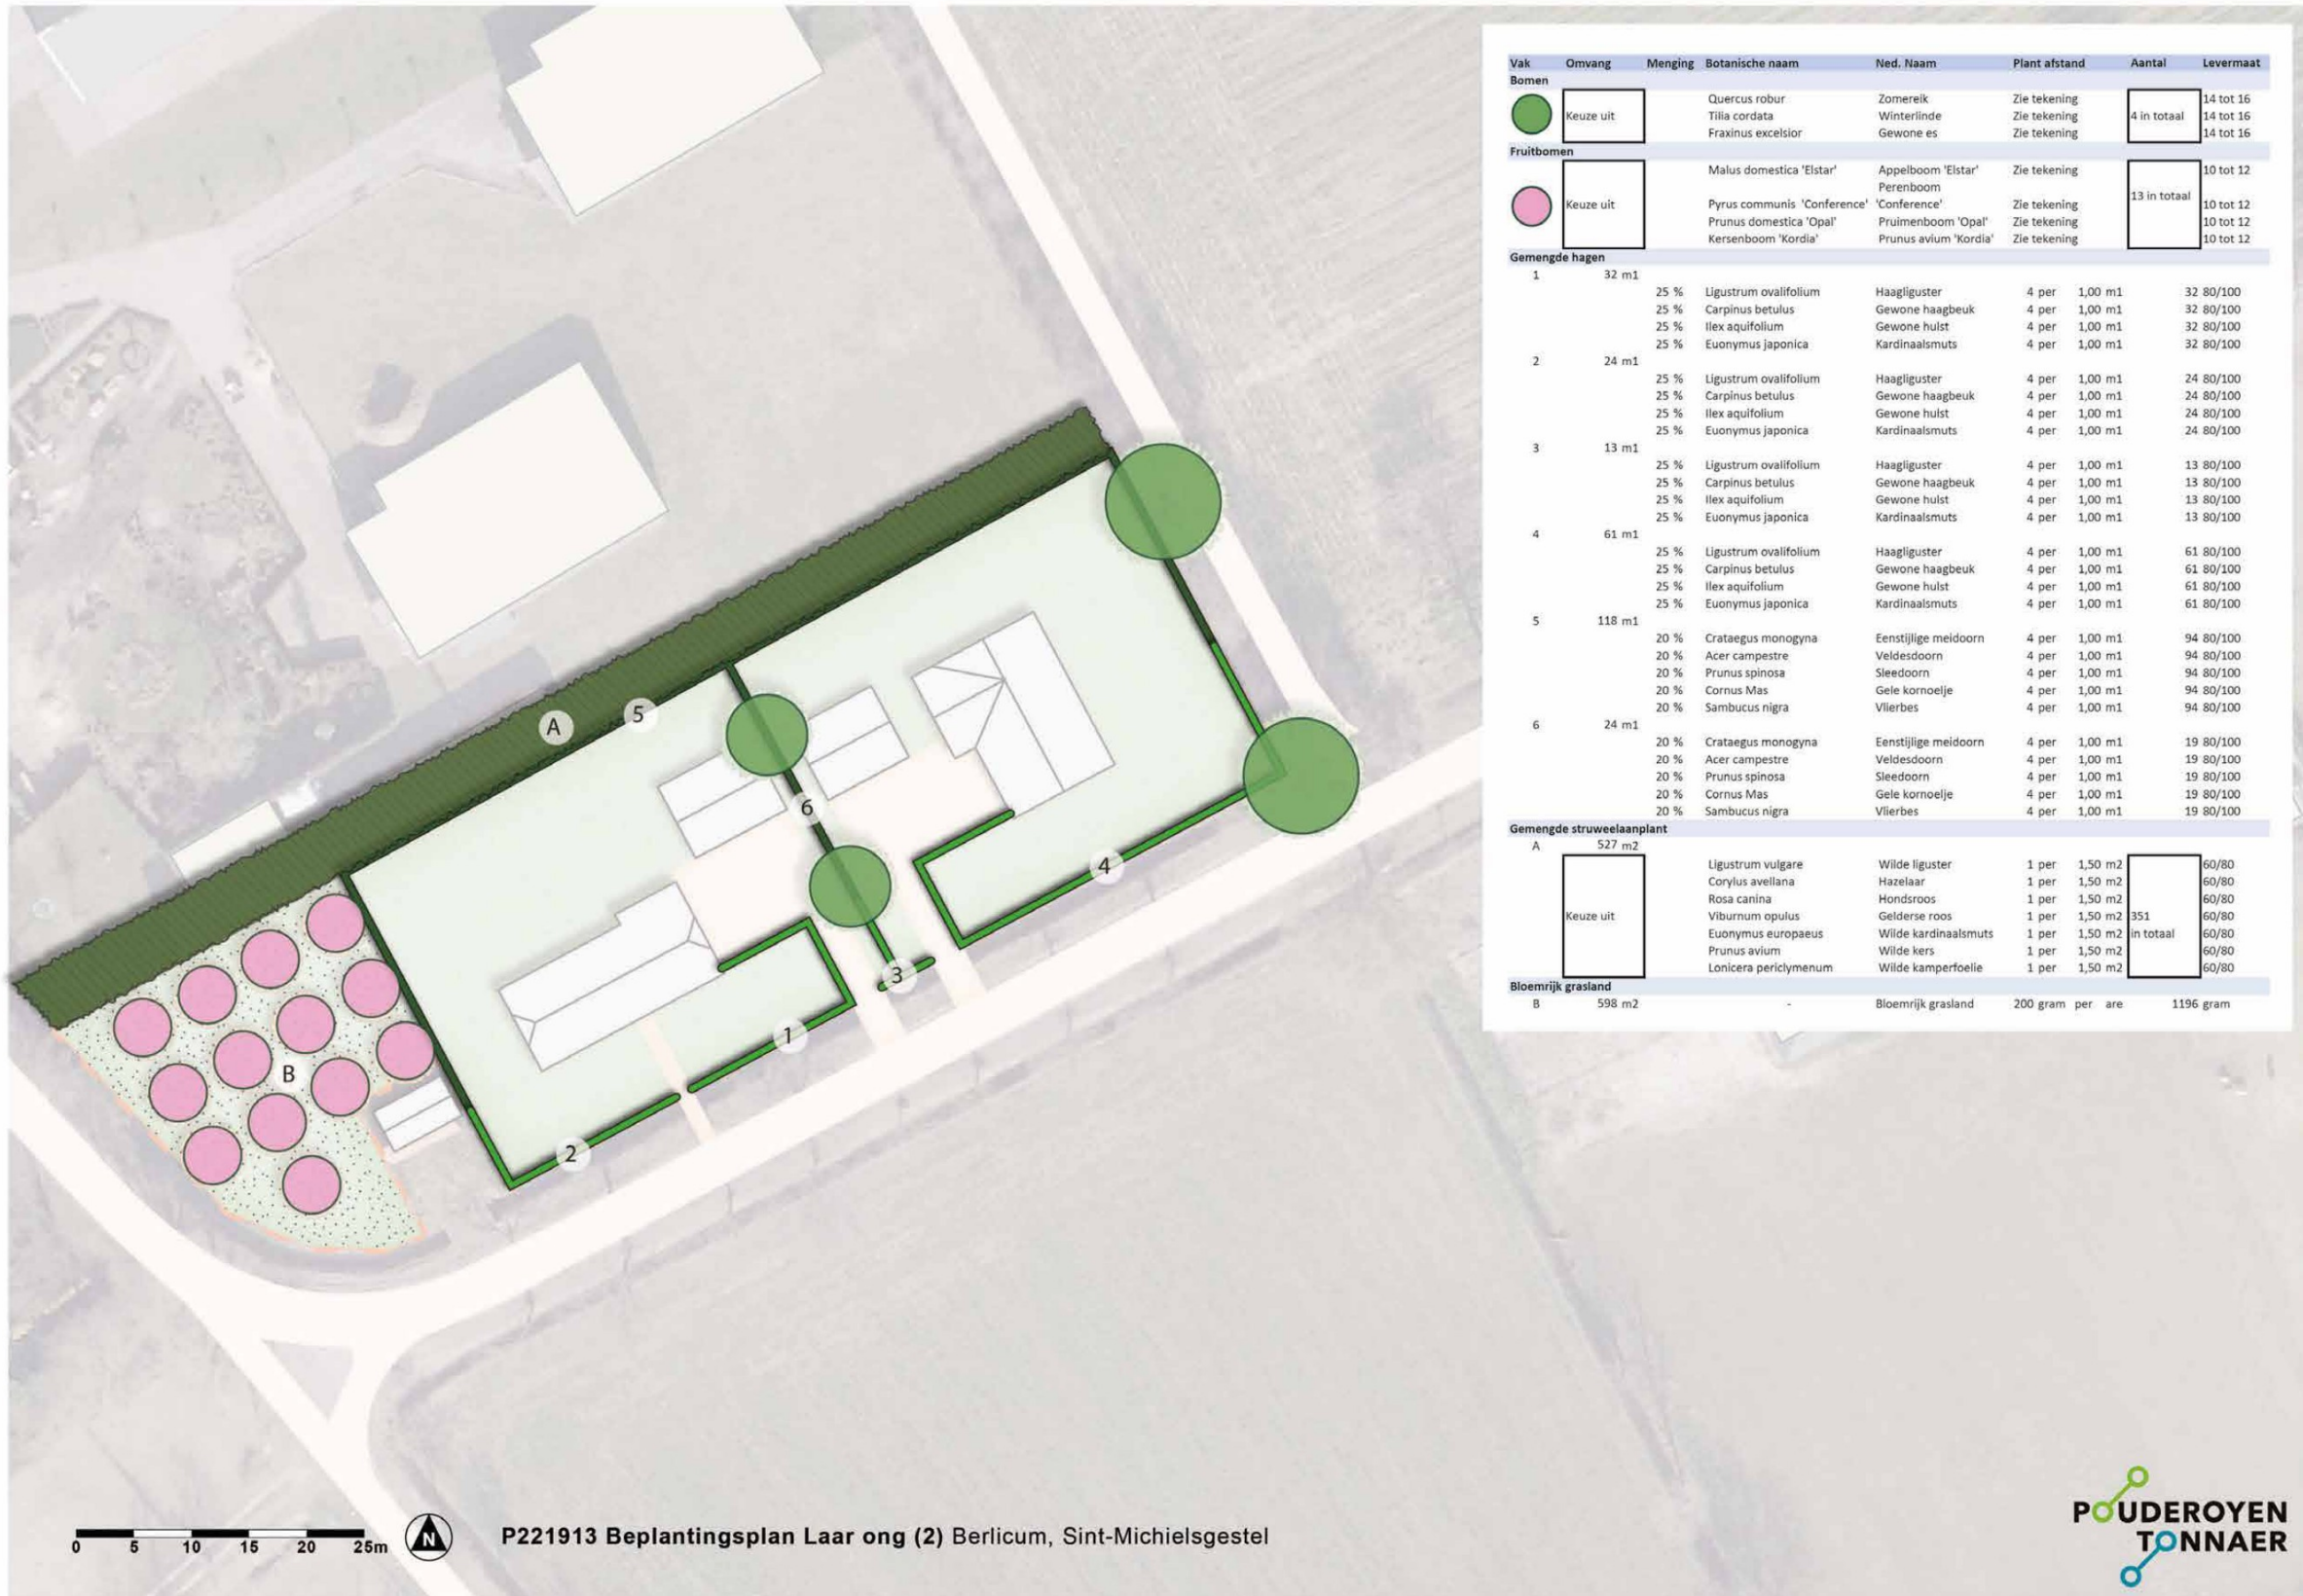 Vak Omvang Menging Botanische naam Ned. Naam Plant afstand Aantal Levermaat
Bomen
Quercus robur Zomereik Zie tekening 14 tot 16
Keuze uit Tilia cordata Winterlinde Zie tekening 4 in totaal 14 tot 16
Fraxinus excelsior Gewone es Zie tekening 14 tot 16
Fruitbomen
Malus domestica 'Elstar' Appelboom 'Elstar' Zie tekening 10 tot 12
Perenboom
13 in totaal
Keuze uit Pyrus communis 'Conference' 'Conference' Zie tekening 10 tot 12
Prunus domestica 'Opal' Pruimenboom 'Opal' Zie tekening 10 tot 12
Kersenboom 'Kordia' Prunus avium 'Kordia' Zie tekening 10 tot 12
Gemengde hagen
1 32 m1
25 % Ligustrum ovalifolium Haagliguster 4 per 1,00 m1 32 80/100
25 % Carpinus betulus Gewone haagbeuk 4 per 1,00 m1 32 80/100
25 % Ilex aquifolium Gewone hulst 4 per 1,00 m1 32 80/100
25 % Euonymus japonica Kardinaalsmuts 4 per 1,00 m1 32 80/100
2 24 m1
25 % Ligustrum ovalifolium Haagliguster 4 per 1,00 m1 24 80/100
25 % Carpinus betulus Gewone haagbeuk 4 per 1,00 m1 24 80/100
25 % Ilex aquifolium Gewone hulst 4 per 1,00 m1 24 80/100
25 % Euonymus japonica Kardinaalsmuts 4 per 1,00 m1 24 80/100
3 13 m1
25 % Ligustrum ovalifolium Haagliguster 4 per 1,00 m1 13 80/100
25 % Carpinus betulus Gewone haagbeuk 4 per 1,00 m1 13 80/100
25 % Ilex aquifolium Gewone hulst 4 per 1,00 m1 13 80/100
25 % Euonymus japonica Kardinaalsmuts 4 per 1,00 m1 13 80/100
4 61 m1
25 % Ligustrum ovalifolium Haagliguster 4 per 1,00 m1 61 80/100
25 % Carpinus betulus Gewone haagbeuk 4 per 1,00 m1 61 80/100
25 % Ilex aquifolium Gewone hulst 4 per 1,00 m1 61 80/100
25 % Euonymus japonica Kardinaalsmuts 4 per 1,00 m1 61 80/100
5 118 m1
20 % Crataegus monogyna Eenstijlige meidoorn 4 per 1,00 m1 94 80/100
20 % Acer campestre Veldesdoorn 4 per 1,00 m1 94 80/100
20 % Prunus spinosa Sleedoorn 4 per 1,00 m1 94 80/100
20 % Cornus Mas Gele kornoelje 4 per 1,00 m1 94 80/100
20 % Sambucus nigra Vlierbes 4 per 1,00 m1 94 80/100
6 24 m1
20 % Crataegus monogyna Eenstijlige meidoorn 4 per 1,00 m1 19 80/100
20 % Acer campestre Veldesdoorn 4 per 1,00 m1 19 80/100
20 % Prunus spinosa Sleedoorn 4 per 1,00 m1 19 80/100
20 % Cornus Mas Gele kornoelje 4 per 1,00 m1 19 80/100
20 % Sambucus nigra Vlierbes 4 per 1,00 m1 19 80/100
Gemengde struweelaanplant
A 527 m2
Ligustrum vulgare Wilde liguster 1 per 1,50 m2 60/80
Corylus avellana Hazelaar 1 per 1,50 m2 60/80
Rosa canina Hondsroos 1 per 1,50 m2 60/80
Keuze uit Viburnum opulus Gelderse roos 1 per 1,50 m2 351 60/80
Euonymus europaeus Wilde kardinaalsmuts 1 per 1,50 m2 in totaal 60/80
Prunus avium Wilde kers 1 per 1,50 m2 60/80
Lonicera periclymenum Wilde kamperfoelie 1 per 1,50 m2 60/80
Bloemrijk grasland
B 598 m2 - Bloemrijk grasland 200 gram per are 1196 gram
5
A
6
4
3
1
B
2
0 5 10 15 20 25m
N
P221913 Beplantingsplan Laar ong (2) Berlicum, Sint-Michielsgestel
POUDEROYEN
TONNAER